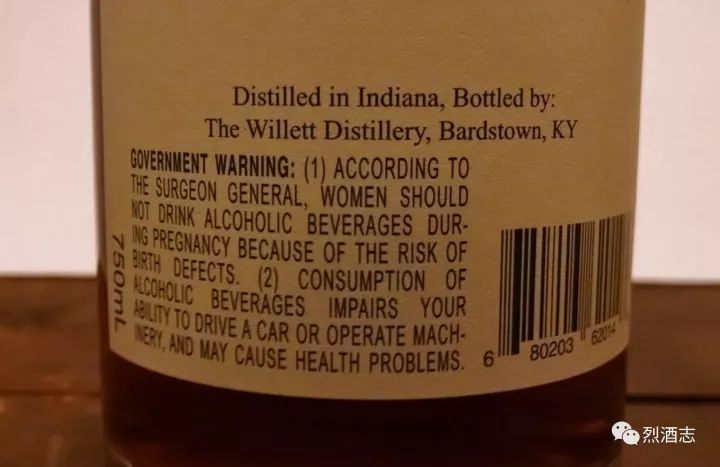 Distilled in Indiana, Bottled by:
The Willett Distillery, Bardstown, KY
GOVERNMENT WARNING: (1) ACCORDING TO
THE SURGEON GENERAL, WOMEN SHOULD
NOT DRINK ALCOHOLIC BEVERAGES DUR-
ING PREGNANCY BECAUSE OF THE RISK OF
BIRTH DEFECTS. (2) CONSUMPTION OF
ALCOHOLIC BEVERAGES IMPAIRS YOUR
ABILITY TO DRIVE A CAR OR OPERATE MACH-
INERY, AND MAY CAUSE HEALTH PROBLEMS.
750mL
6 80203 62014
烈酒志